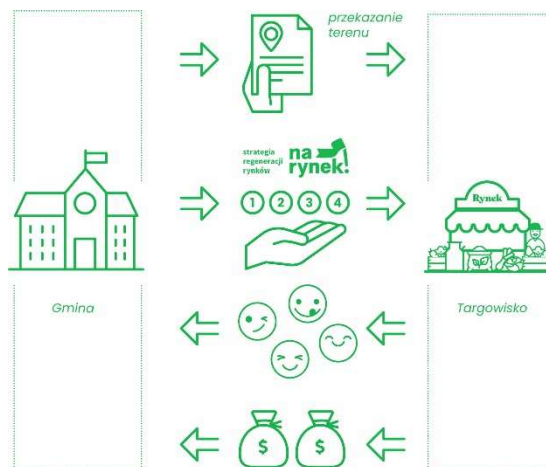 przekazanie
terenu
strategia
regeneracji
rynków
na
rynek!
1 2 3 4
Rynek
Gmina
Targowisko
$ $